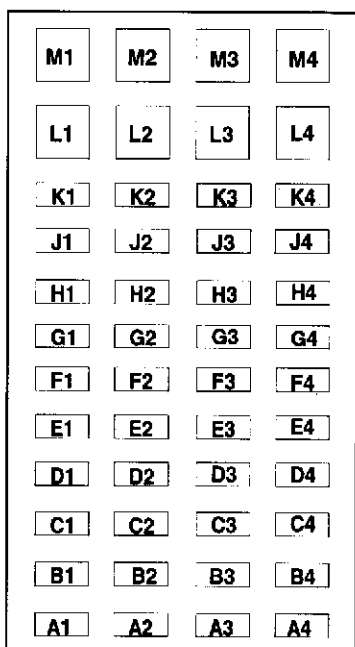 M1 M2 M3 M4
L1 L2 L3 L4
K1 K2 K3 K4
J1 J2 J3 J4
H1 H2 H3 H4
G1 G2 G3 G4
F1 F2 F3 F4
E1 E2 E3 E4
D1 D2 D3 D4
C1 C2 C3 C4
B1 B2 B3 B4
A1 A2 A3 A4